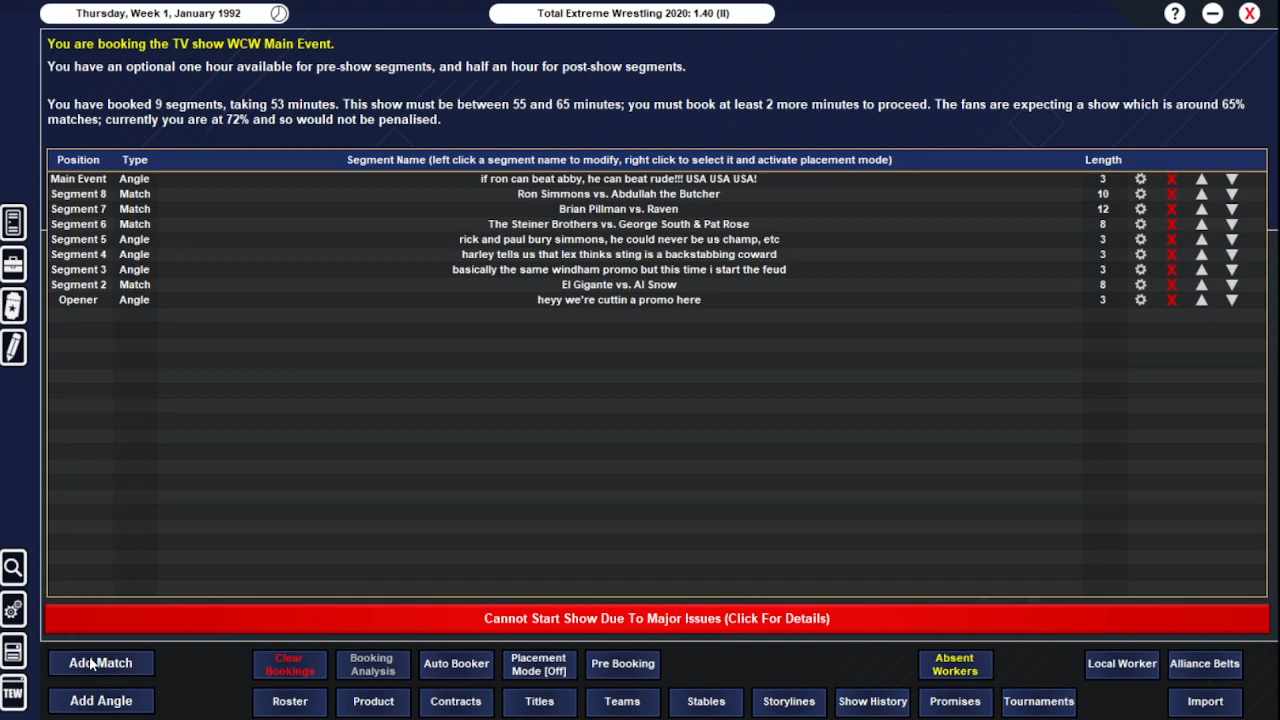 Thursday, Week 1, January 1992
Total Extreme Wrestling 2020: 1.40 (II)
? X
You are booking the TV show WCW Main Event.
You have an optional one hour available for pre-show segments, and half an hour for post-show segments.
You have booked 9 segments, taking 53 minutes. This show must be between 55 and 65 minutes; you must book at least 2 more minutes to proceed. The fans are expecting a show which is around 65%
matches; currently you are at 72% and so would not be penalised.
Position Type Segment Name (left click a segment name to modify, right click to select it and activate placement mode) Length
Main Event Angle if ron can beat abby, he can beat rude!!! USA USA USA! 3 X
Segment 8 Match Ron Simmons vs. Abdullah the Butcher 10 X
Segment 7 Match Brian Pillman vs. Raven 12 X
Segment 6 Match The Steiner Brothers vs. George South & Pat Rose 8 X
Segment 5 Angle rick and paul bury simmons, he could never be us champ, etc 3 X
Segment 4 Angle harley tells us that lex thinks sting is a backstabbing coward 3 X
Segment 3 Angle basically the same windham promo but this time i start the feud 3 X
Segment 2 Match El Gigante vs. Al Snow 8 X
Opener Angle heyy we're cuttin a promo here 3 X
Cannot Start Show Due To Major Issues (Click For Details)
Add Match Clear Bookings Booking Analysis Auto Booker Placement Mode [Off] Pre Booking Absent Workers Local Worker Alliance Belts
TEW Add Angle Roster Product Contracts Titles Teams Stables Storylines Show History Promises Tournaments Import